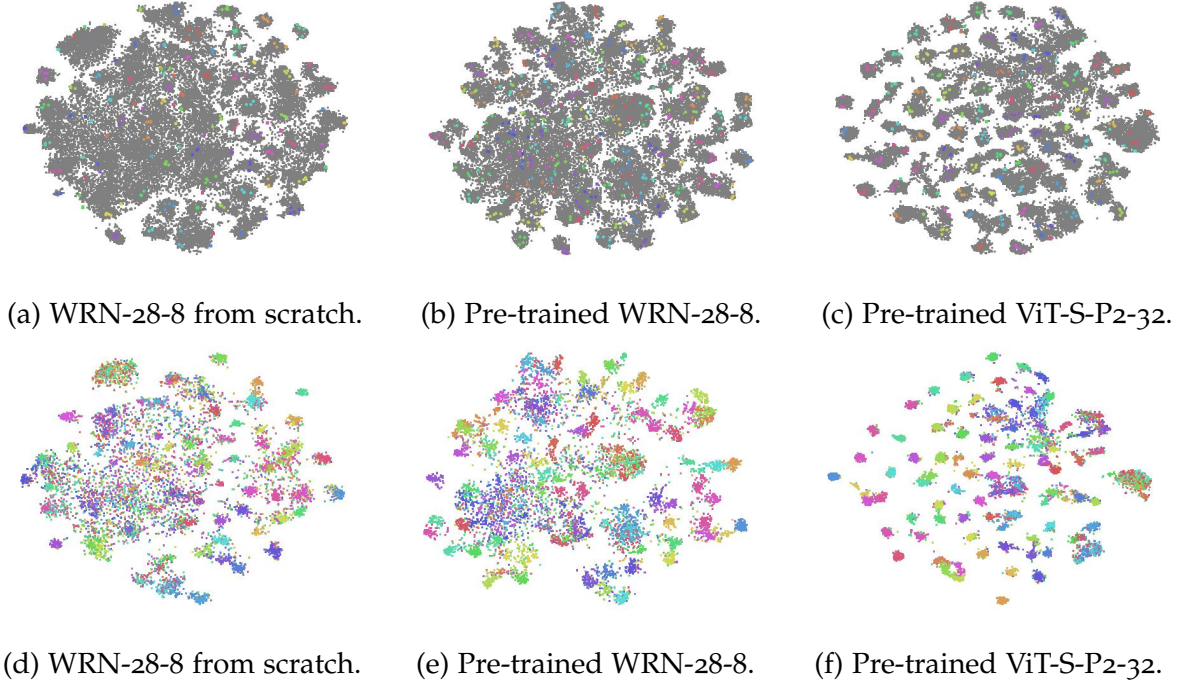 (a) WRN-28-8 from scratch.
(b) Pre-trained WRN-28-8.
(c) Pre-trained ViT-S-P2-32.
(d) WRN-28-8 from scratch.
(e) Pre-trained WRN-28-8.
(f) Pre-trained ViT-S-P2-32.